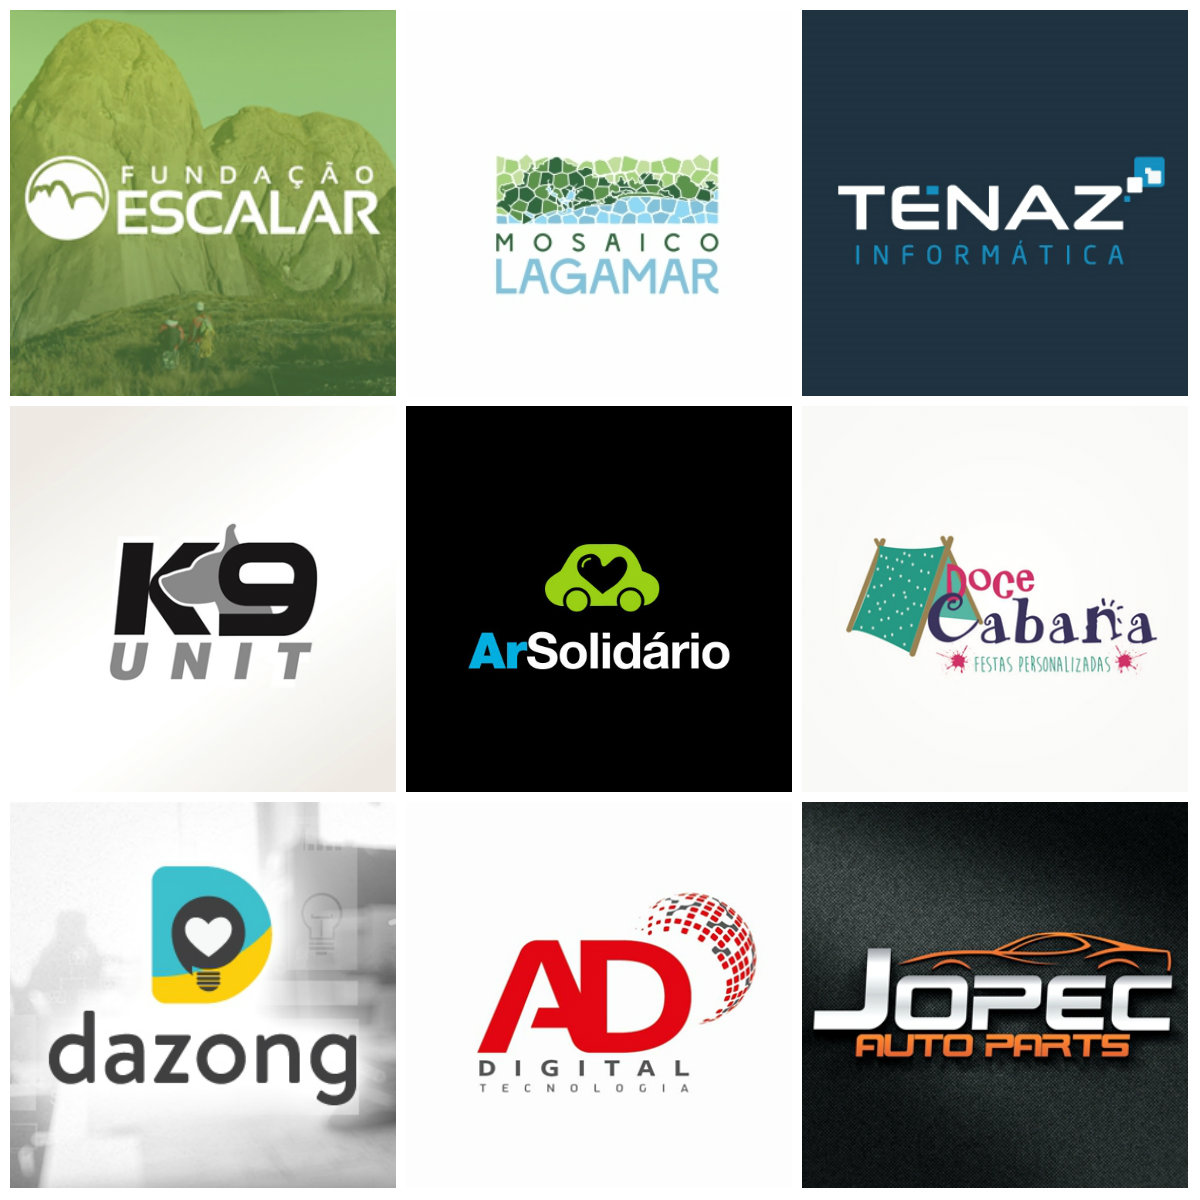 FUNDAÇÃO
ESCALAR
MOSAICO
LAGAMAR
TENAZ
INFORMÁTICA
K9
UNIT
ArSolidário
Doce
Cabana
FESTAS PERSONALIZADAS
dazong
AD
DIGITAL
TECNOLOGIA
JOPEC
AUTO PARTS